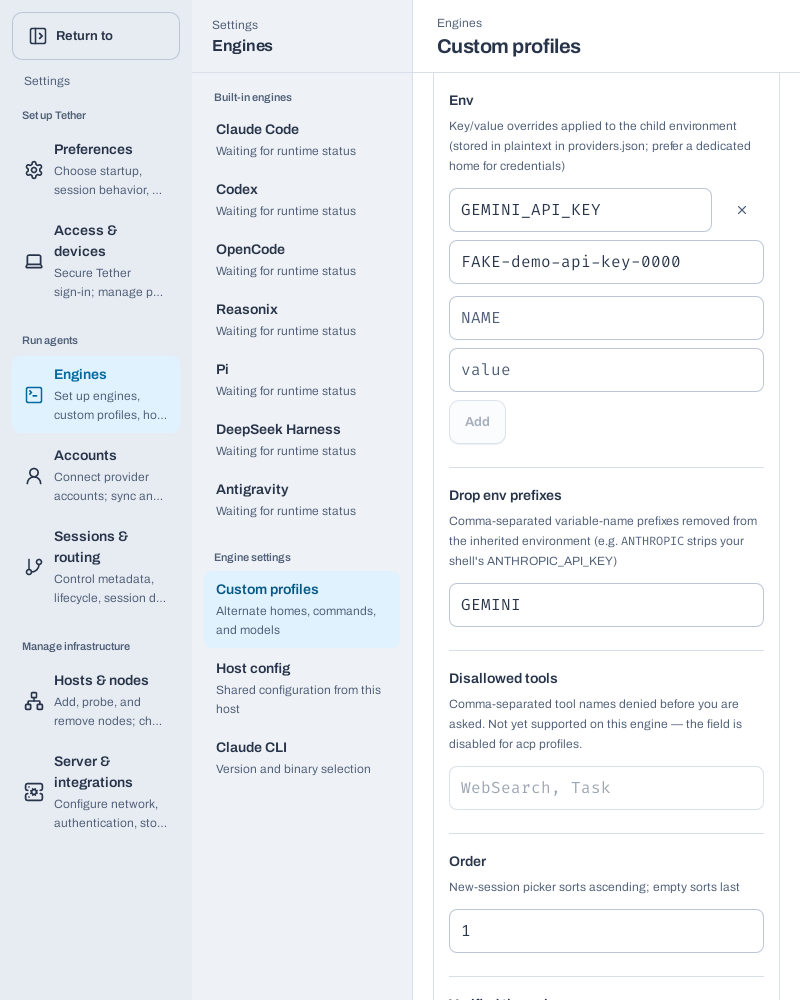 Return to
Settings
Set up Tether
Preferences
Choose startup,
session behavior, ...
Access &
devices
Secure Tether
sign-in; manage p...
Run agents
Engines
Set up engines,
custom profiles, ho...
Accounts
Connect provider
accounts; sync an...
Sessions &
routing
Control metadata,
lifecycle, session d...
Manage infrastructure
Hosts & nodes
Add, probe, and
remove nodes; ch...
Server &
integrations
Configure network,
authentication, sto...
Settings
Engines
Built-in engines
Claude Code
Waiting for runtime status
Codex
Waiting for runtime status
OpenCode
Waiting for runtime status
Reasonix
Waiting for runtime status
Pi
Waiting for runtime status
DeepSeek Harness
Waiting for runtime status
Antigravity
Waiting for runtime status
Engine settings
Custom profiles
Alternate homes, commands,
and models
Host config
Shared configuration from this
host
Claude CLI
Version and binary selection
Engines
Custom profiles
Env
Key/value overrides applied to the child environment
(stored in plaintext in providers.json; prefer a dedicated
home for credentials)
GEMINI_API_KEY
FAKE-demo-api-key-0000
NAME
value
Add
Drop env prefixes
Comma-separated variable-name prefixes removed from
the inherited environment (e.g. ANTHROPIC strips your
shell's ANTHROPIC_API_KEY)
GEMINI
Disallowed tools
Comma-separated tool names denied before you are
asked. Not yet supported on this engine — the field is
disabled for acp profiles.
WebSearch, Task
Order
New-session picker sorts ascending; empty sorts last
1